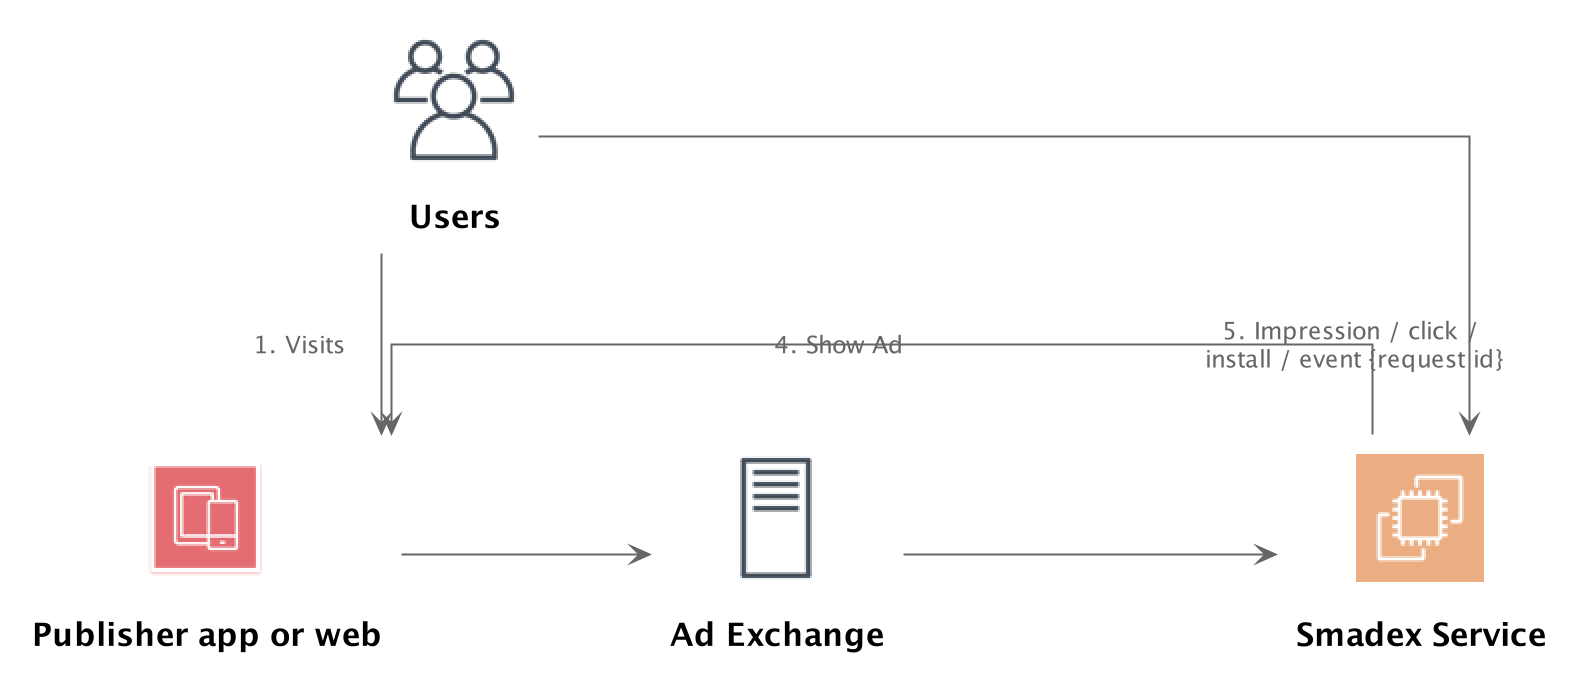 Users
1. Visits
4. Show Ad
5. Impression / click /
install / event {request id}
Publisher app or web
Ad Exchange
Smadex Service